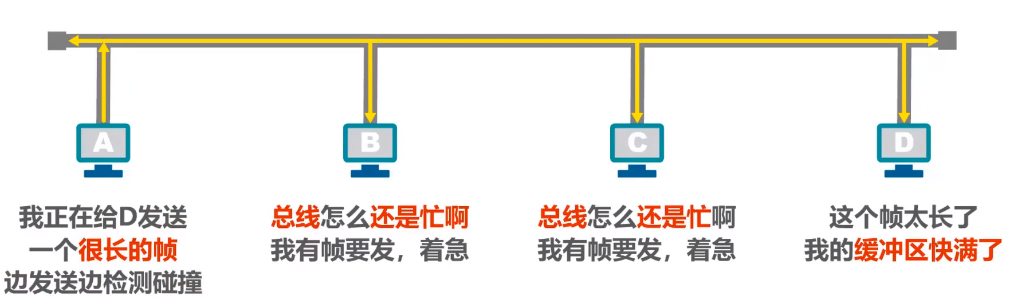 A
B
C
D
我正在给D发送
一个很长的帧
边发送边检测碰撞
总线怎么还是忙啊
我有帧要发，着急
总线怎么还是忙啊
我有帧要发，着急
这个帧太长了
我的缓冲区快满了